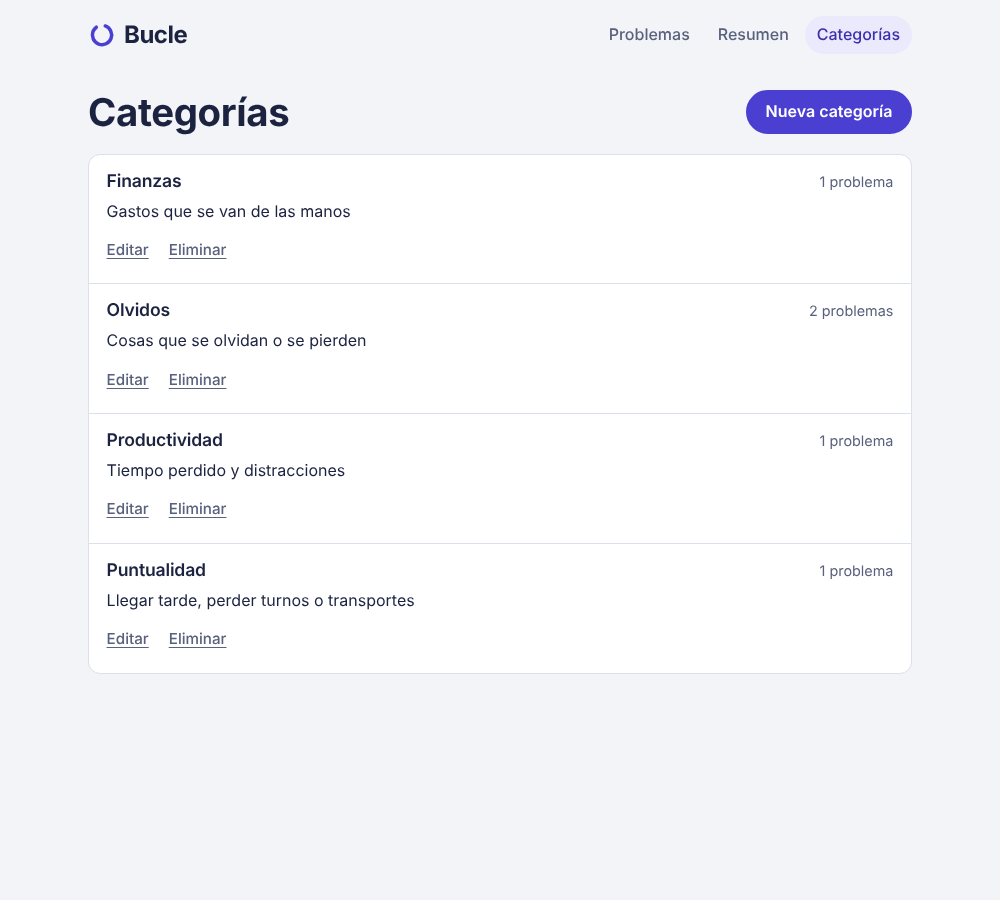 Bucle
Problemas Resumen Categorías
Categorías
Nueva categoría
Finanzas
1 problema
Gastos que se van de las manos
Editar Eliminar
Olvidos
2 problemas
Cosas que se olvidan o se pierden
Editar Eliminar
Productividad
1 problema
Tiempo perdido y distracciones
Editar Eliminar
Puntualidad
1 problema
Llegar tarde, perder turnos o transportes
Editar Eliminar